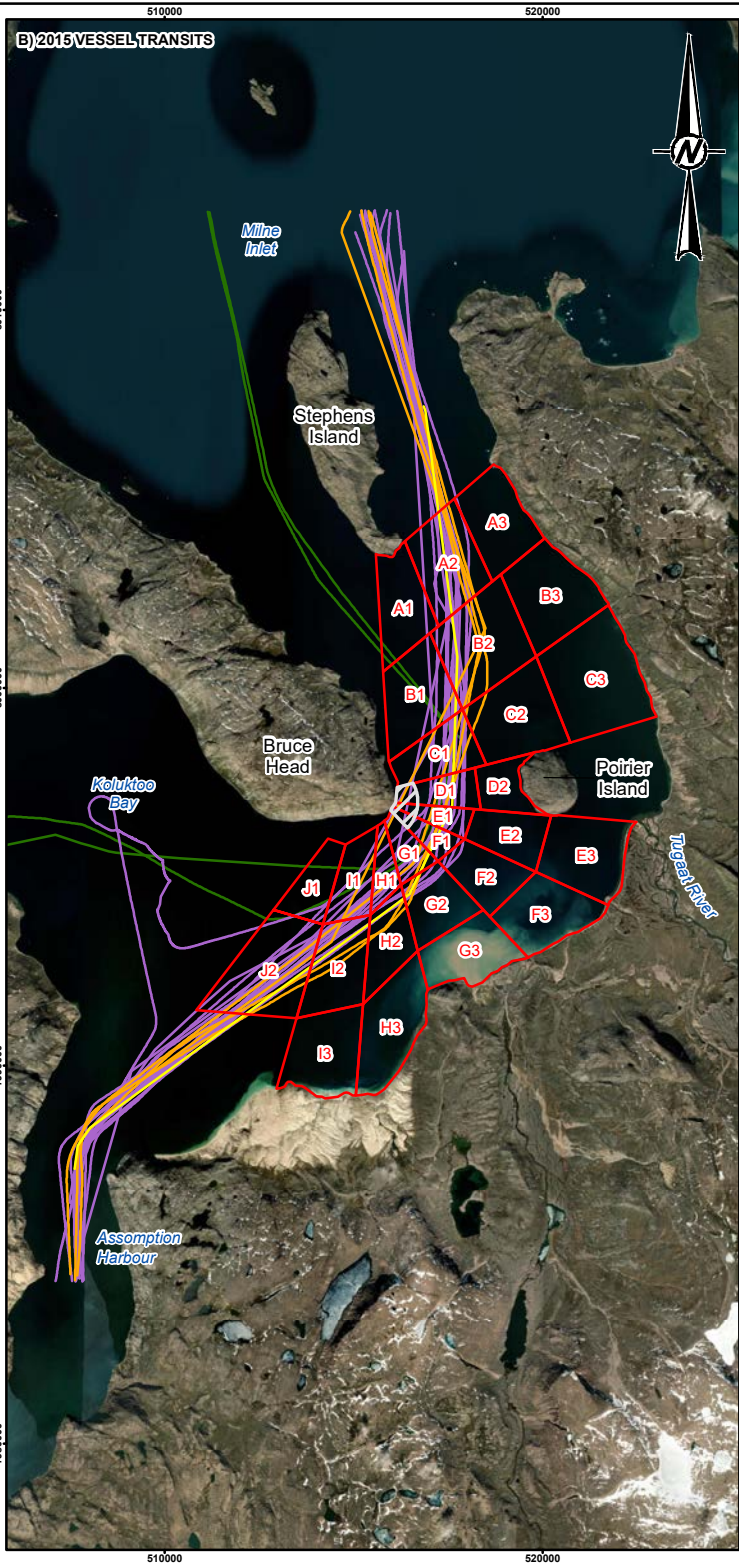 510000
520000
B) 2015 VESSEL TRANSITS
N
Milne
Inlet
Stephens
Island
A3
A2
B3
A1
B2
C3
B1
C2
C1
Bruce
Head
Poirier
Island
Koluktoo
Bay
D1
D2
E1
E2
F1
E3
G1
Tugaat River
J1
I1
H1
F2
G2
F3
H2
G3
J2
I2
H3
I3
Assomption
Harbour
510000
520000